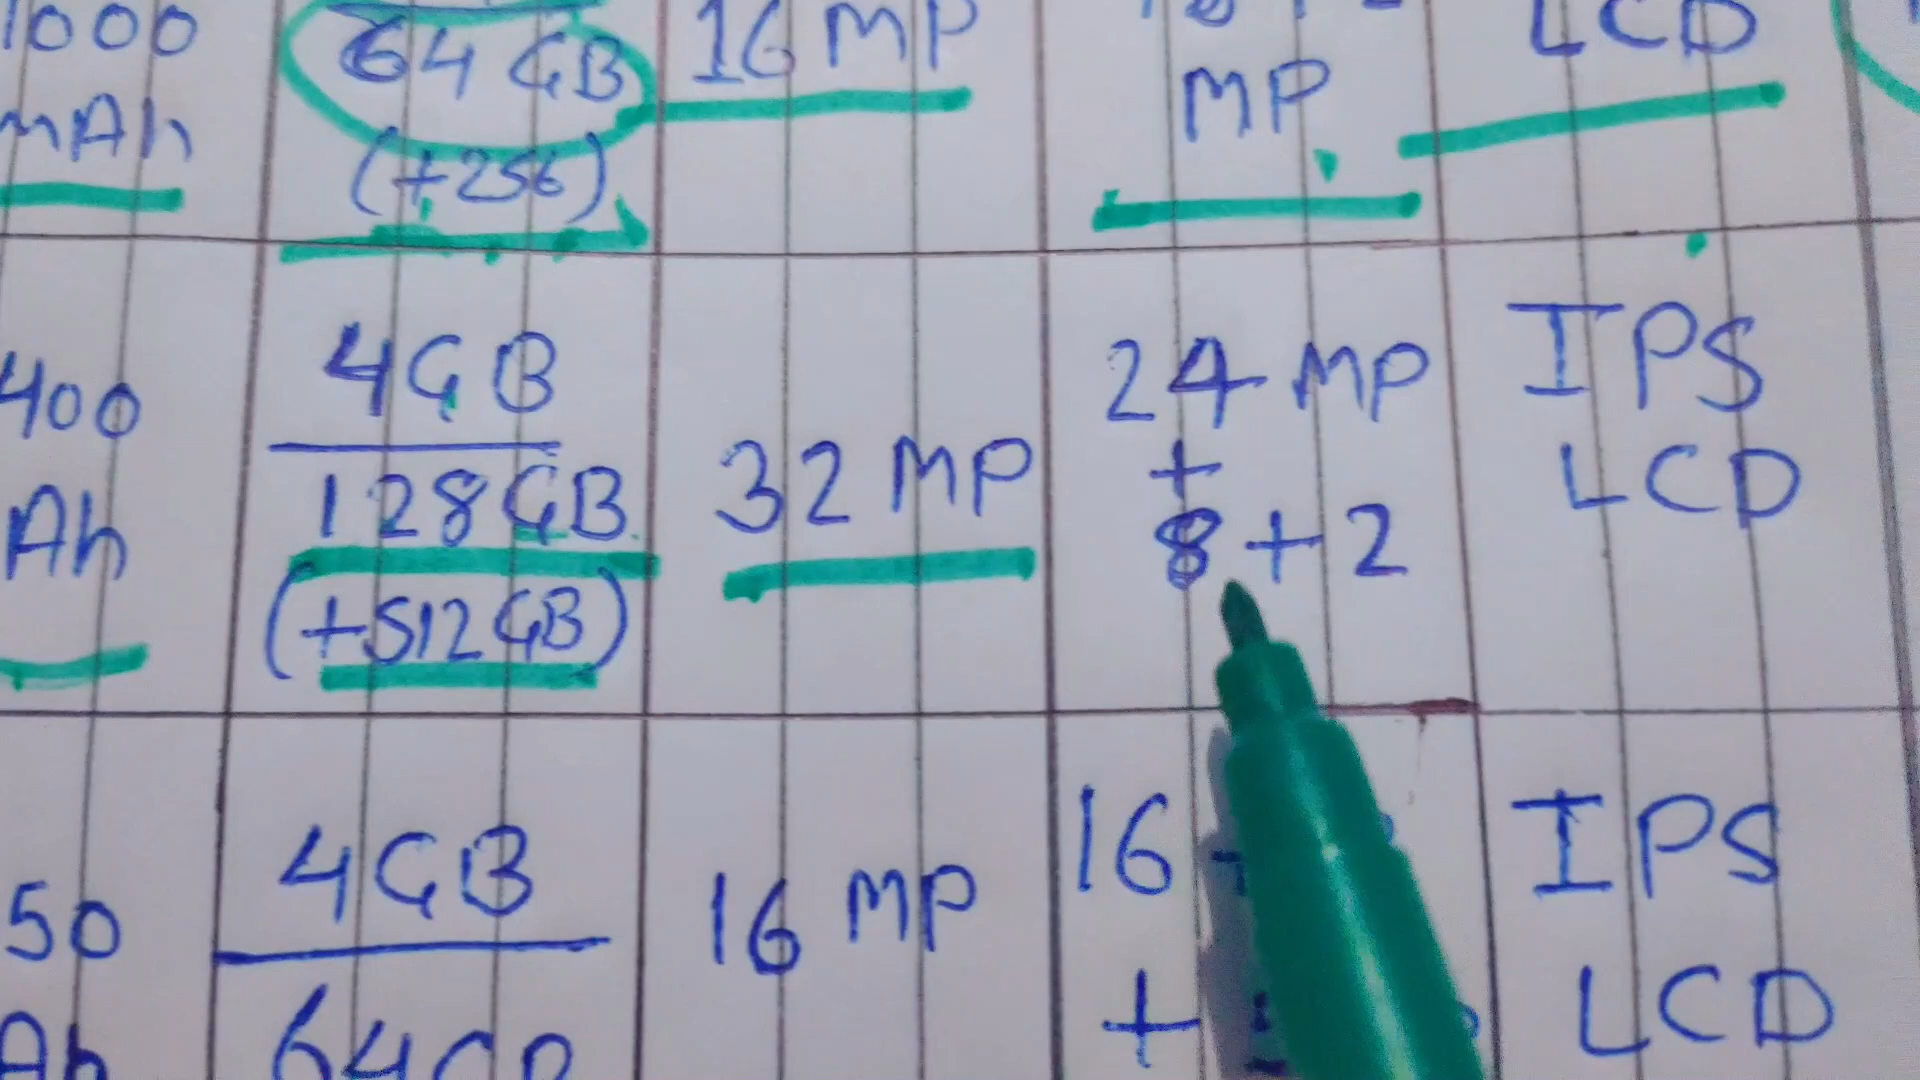 1000
mAh
64 GB
(+256)
16 MP
MP
LCD
400
Ah
4GB
128GB
(+512GB)
32 MP
24 MP
+
8+2
IPS
LCD
50
Ah
4GB
64GB
16 MP
16
+
IPS
LCD